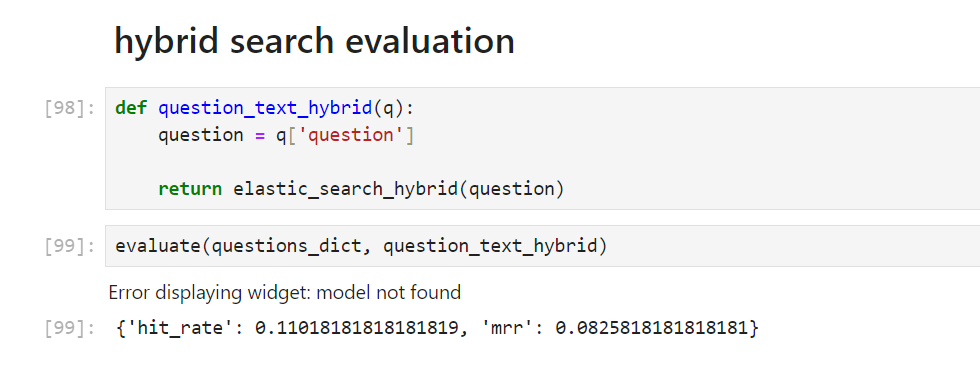 hybrid search evaluation
[98]: def question_text_hybrid(q):
question = q['question']
return elastic_search_hybrid(question)
[99]: evaluate(questions_dict, question_text_hybrid)
Error displaying widget: model not found
[99]: {'hit_rate': 0.11018181818181819, 'mrr': 0.0825818181818181}